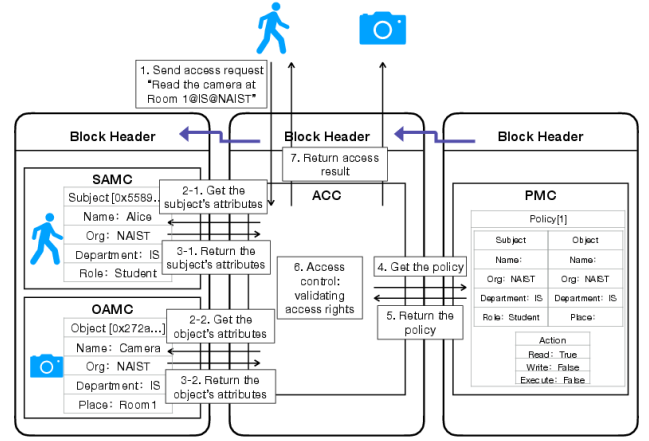 1. Send access request
“Read the camera at
Room 1@IS@NAIST”
Block Header
Block Header
Block Header
7. Return access
result
SAMC
Subject [0x5589...
Name: Alice
Org: NAIST
Department: IS
Role: Student
2-1. Get the
subject's attributes
3-1. Return the
subject's attributes
ACC
6. Access
control:
validating
access rights
4. Get the policy
5. Return the
policy
OAMC
Object [0x272a...]
Name: Camera
Org: NAIST
Department: IS
Place: Room1
2-2. Get the
object's attributes
3-2. Return the
object's attributes
PMC
Policy[1]
Subject
Object
Name:
Name:
Org: NAIST
Org: NAIST
Department: IS
Department: IS
Role: Student
Place:
Action
Read: True
Write: False
Execute: False